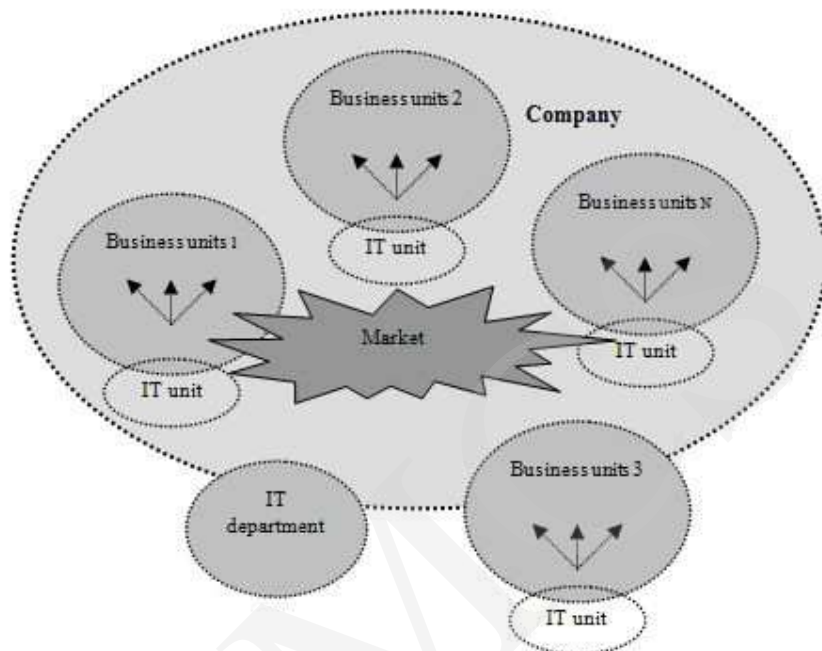 Business units 2
Company
Business units N
IT unit
Business units 1
Market
IT unit
IT unit
Business units 3
IT
department
IT unit